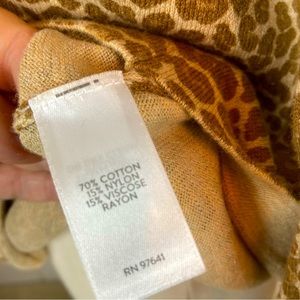 70% COTTON
15% NYLON
15% VISCOSE
RAYON
RN 97641